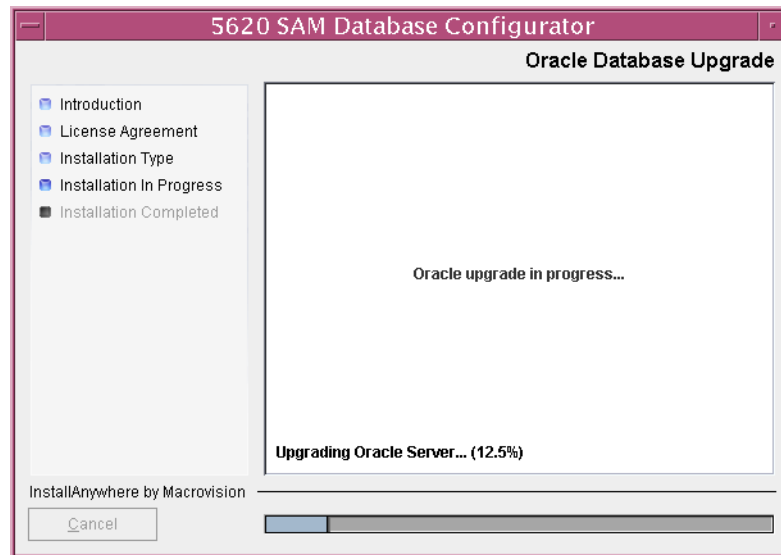 5620 SAM Database Configurator
Oracle Database Upgrade
Introduction
License Agreement
Installation Type
Installation In Progress
Installation Completed
Oracle upgrade in progress...
Upgrading Oracle Server... (12.5%)
InstallAnywhere by Macrovision
Cancel